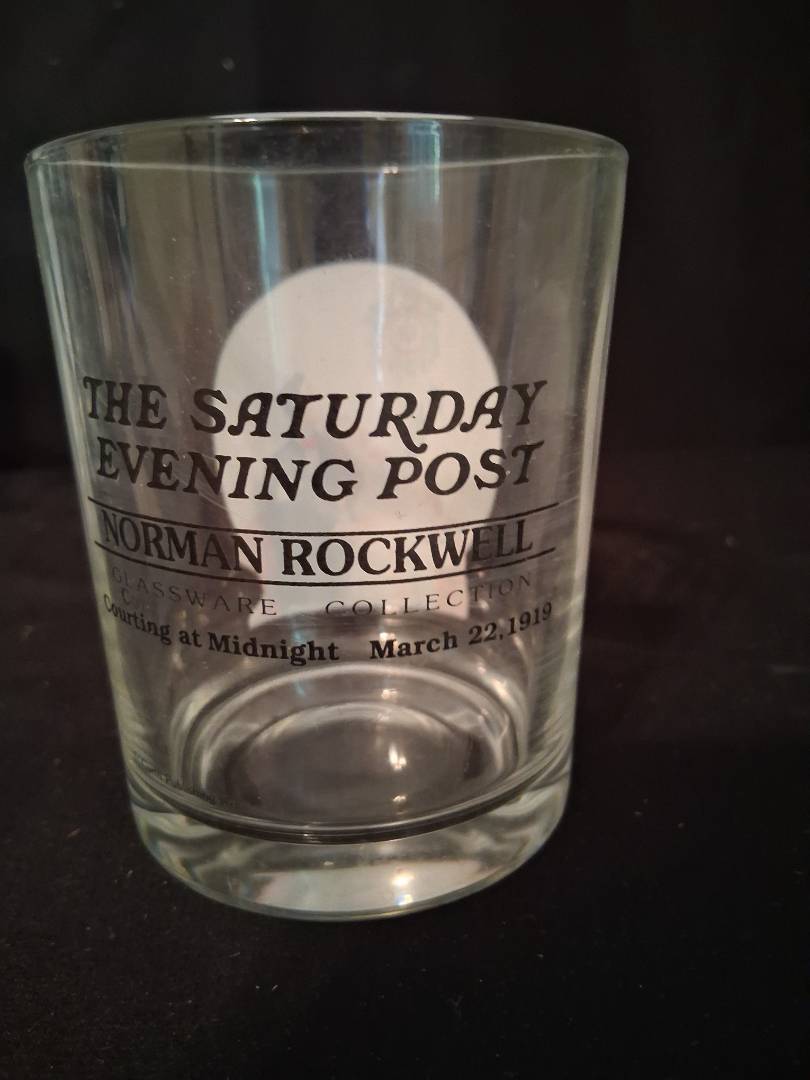 THE SATURDAY
EVENING POST
NORMAN ROCKWELL
GLASSWARE COLLECTION
Courting at Midnight March 22, 1919